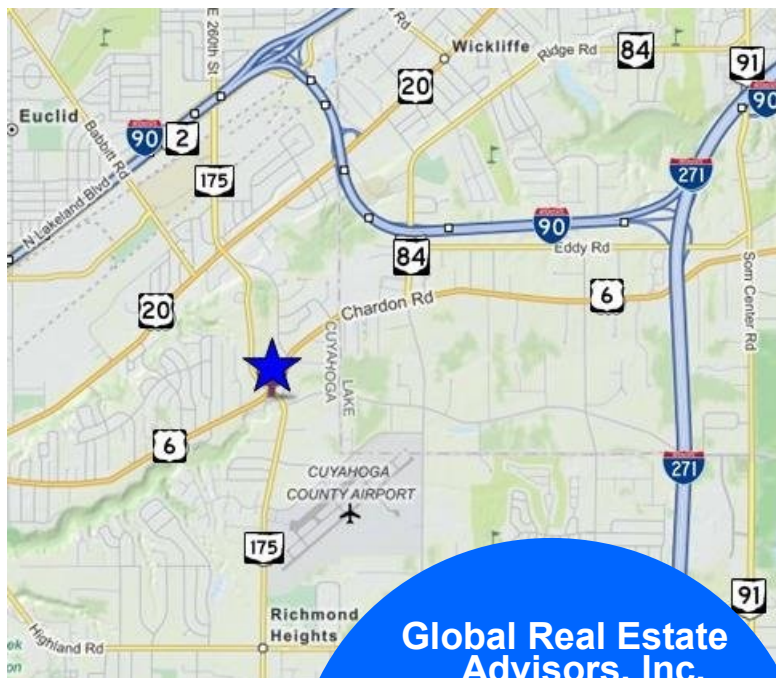 E 260th St
Rd
Wickliffe
Ridge Rd
84
91
20
90
Euclid
Babbitt Rd
90
2
175
271
N Lakeland Blvd
90
84
Eddy Rd
Som Center Rd
6
20
Chardon Rd
CUYAHOGA
LAKE
6
271
CUYAHOGA
COUNTY AIRPORT
175
91
Richmond
Heights
Highland Rd
Global Real Estate
Advisors, Inc.